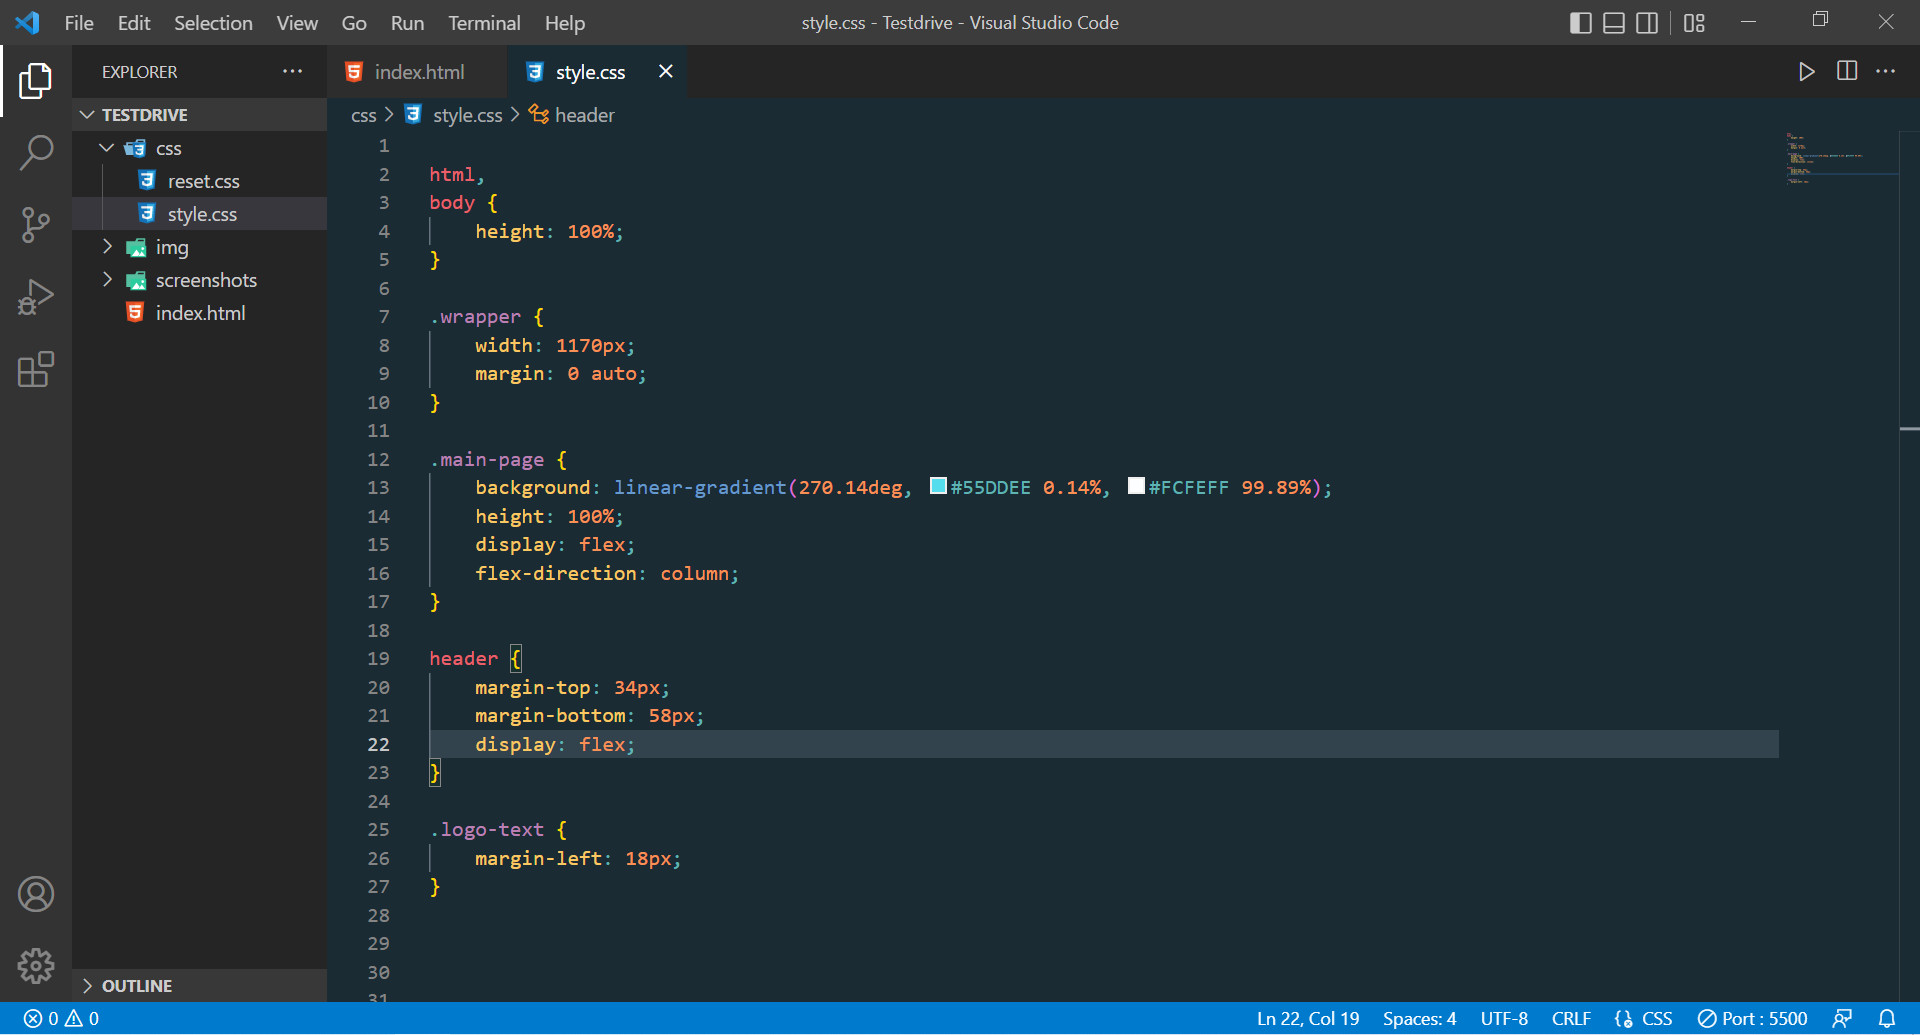 File Edit Selection View Go Run Terminal Help
style.css - Testdrive - Visual Studio Code
EXPLORER
TESTDRIVE
css
reset.css
style.css
img
screenshots
index.html
OUTLINE
index.html
style.css
css > style.css > header
1
2 html,
3 body {
4 height: 100%;
5 }
6
7 .wrapper {
8 width: 1170px;
9 margin: 0 auto;
10 }
11
12 .main-page {
13 background: linear-gradient(270.14deg, #55DDEE 0.14%, #FCFEFF 99.89%);
14 height: 100%;
15 display: flex;
16 flex-direction: column;
17 }
18
19 header {
20 margin-top: 34px;
21 margin-bottom: 58px;
22 display: flex;
23 }
24
25 .logo-text {
26 margin-left: 18px;
27 }
28
29
30
31
0 0
Ln 22, Col 19 Spaces: 4 UTF-8 CRLF CSS Port : 5500